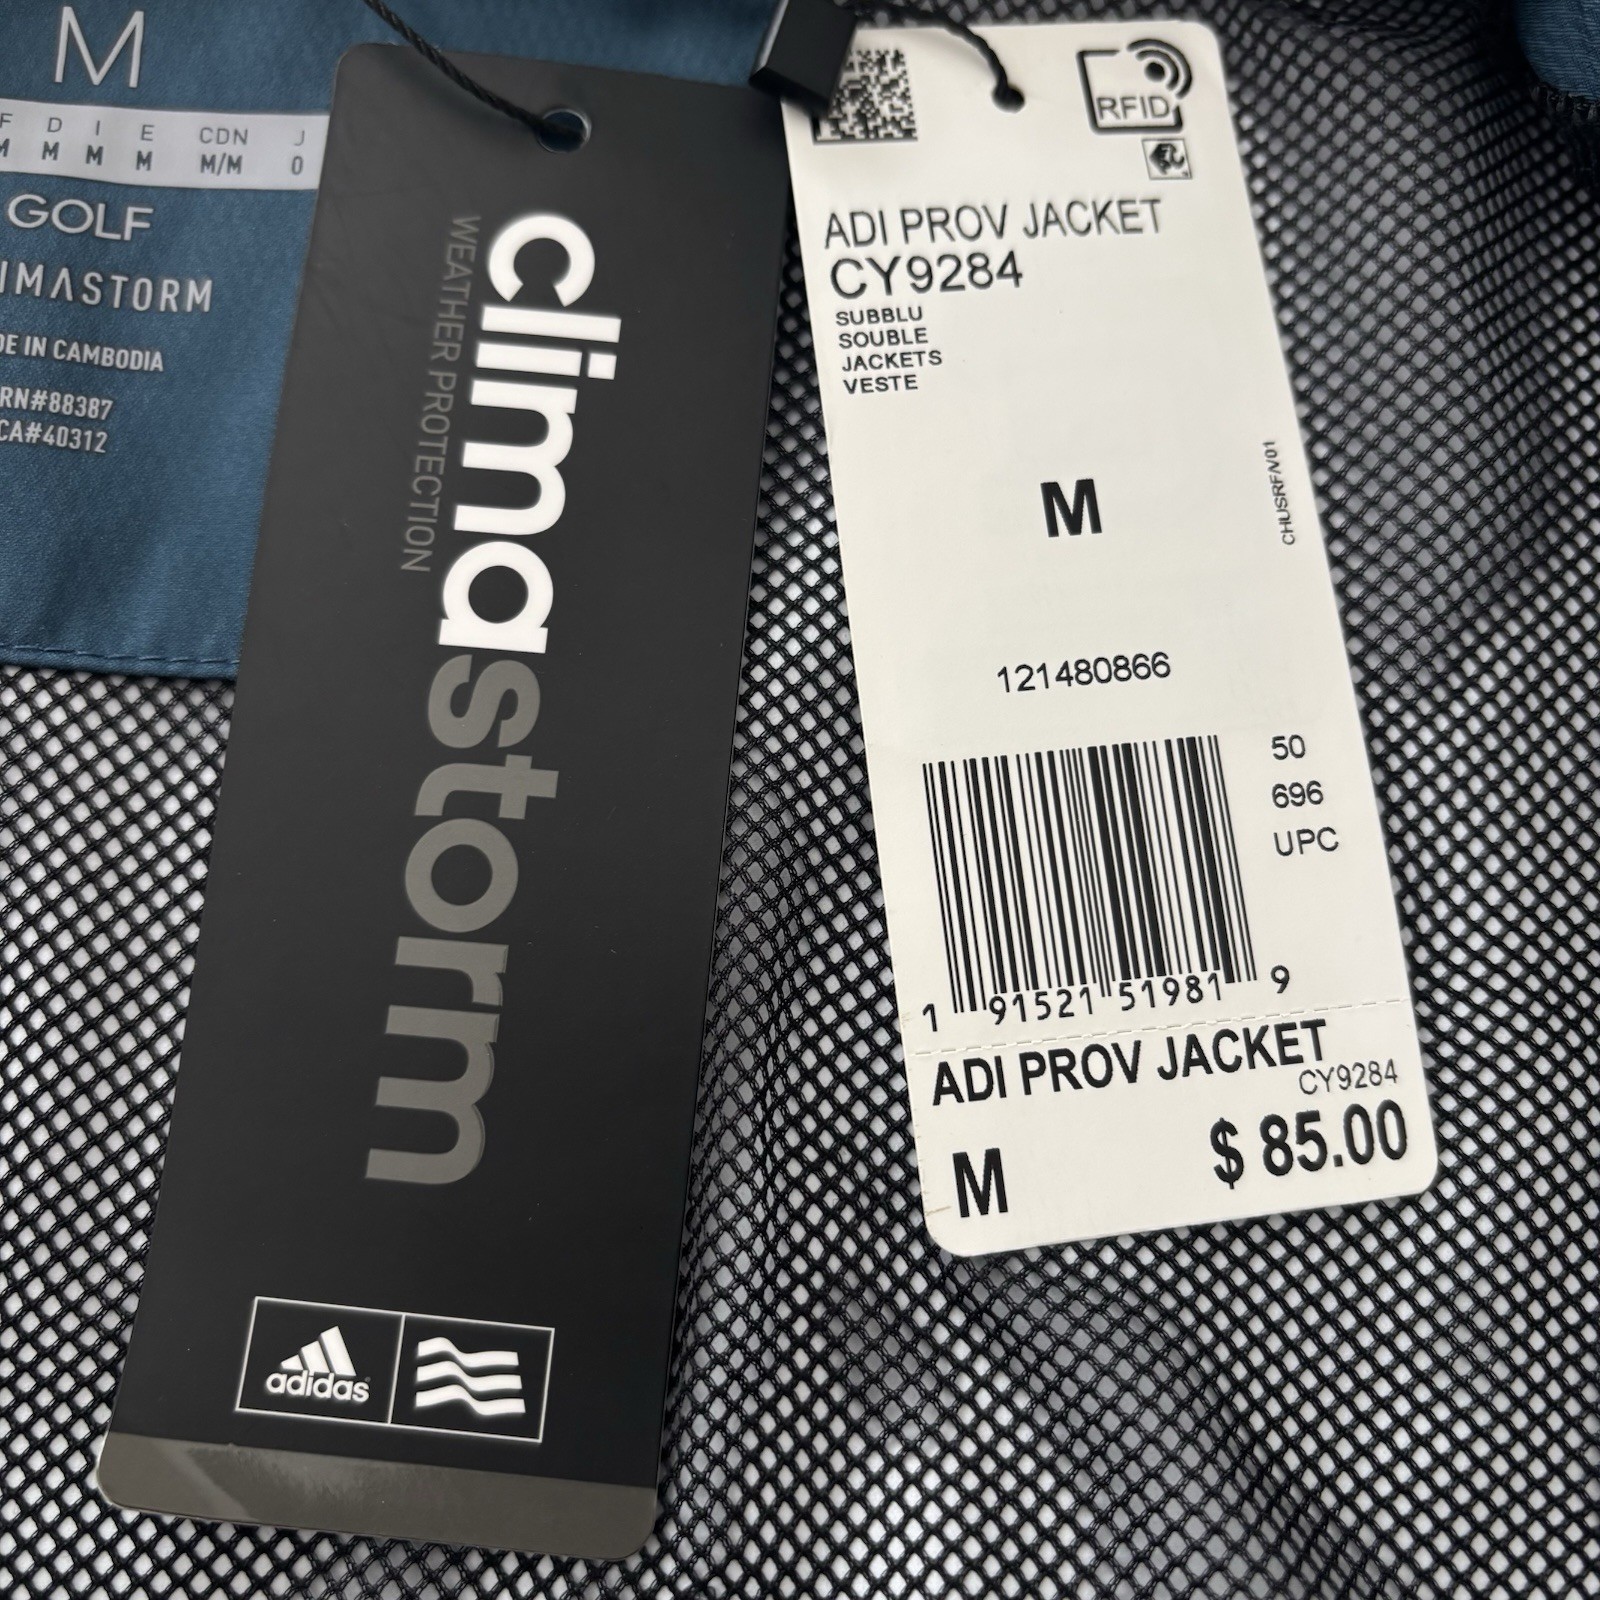 M
F D I E CDN J
M M M M M/M O
GOLF
IMASTORM
DE IN CAMBODIA
RN#88387
CA#40312
climastorm
WEATHER PROTECTION
adidas
RFID
ADI PROV JACKET
CY9284
SUBBLU
SOUBLE
JACKETS
VESTE
M
CHUSRF/V01
121480866
50
696
UPC
1 91521 51981 9
ADI PROV JACKET
CY9284
M $ 85.00